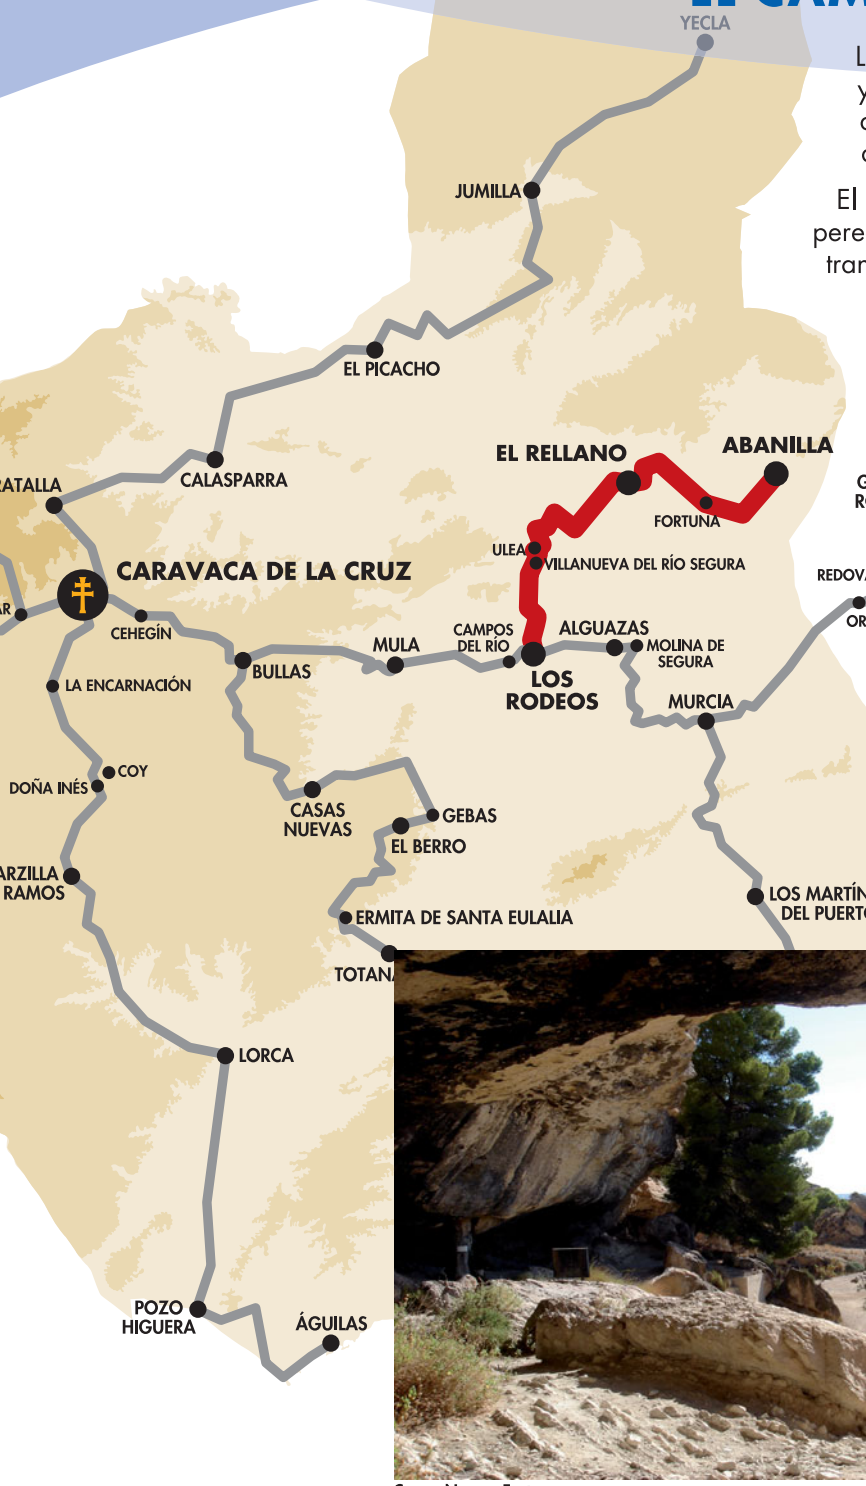 YECLA
JUMILLA
EL PICACHO
CALASPARRA
EL RELLANO
ABANILLA
FORTUNA
ULEA
VILLANUEVA DEL RÍO SEGURA
CARAVACA DE LA CRUZ
CEHEGÍN
CAMPOS
DEL RÍO
ALGUAZAS
MULA
MOLINA DE
SEGURA
BULLAS
LOS
RODEOS
LA ENCARNACIÓN
MURCIA
COY
DOÑA INÉS
CASAS
NUEVAS
GEBAS
EL BERRO
RAMOS
ERMITA DE SANTA EULALIA
LORCA
POZO
HIGUERA
ÁGUILAS
El